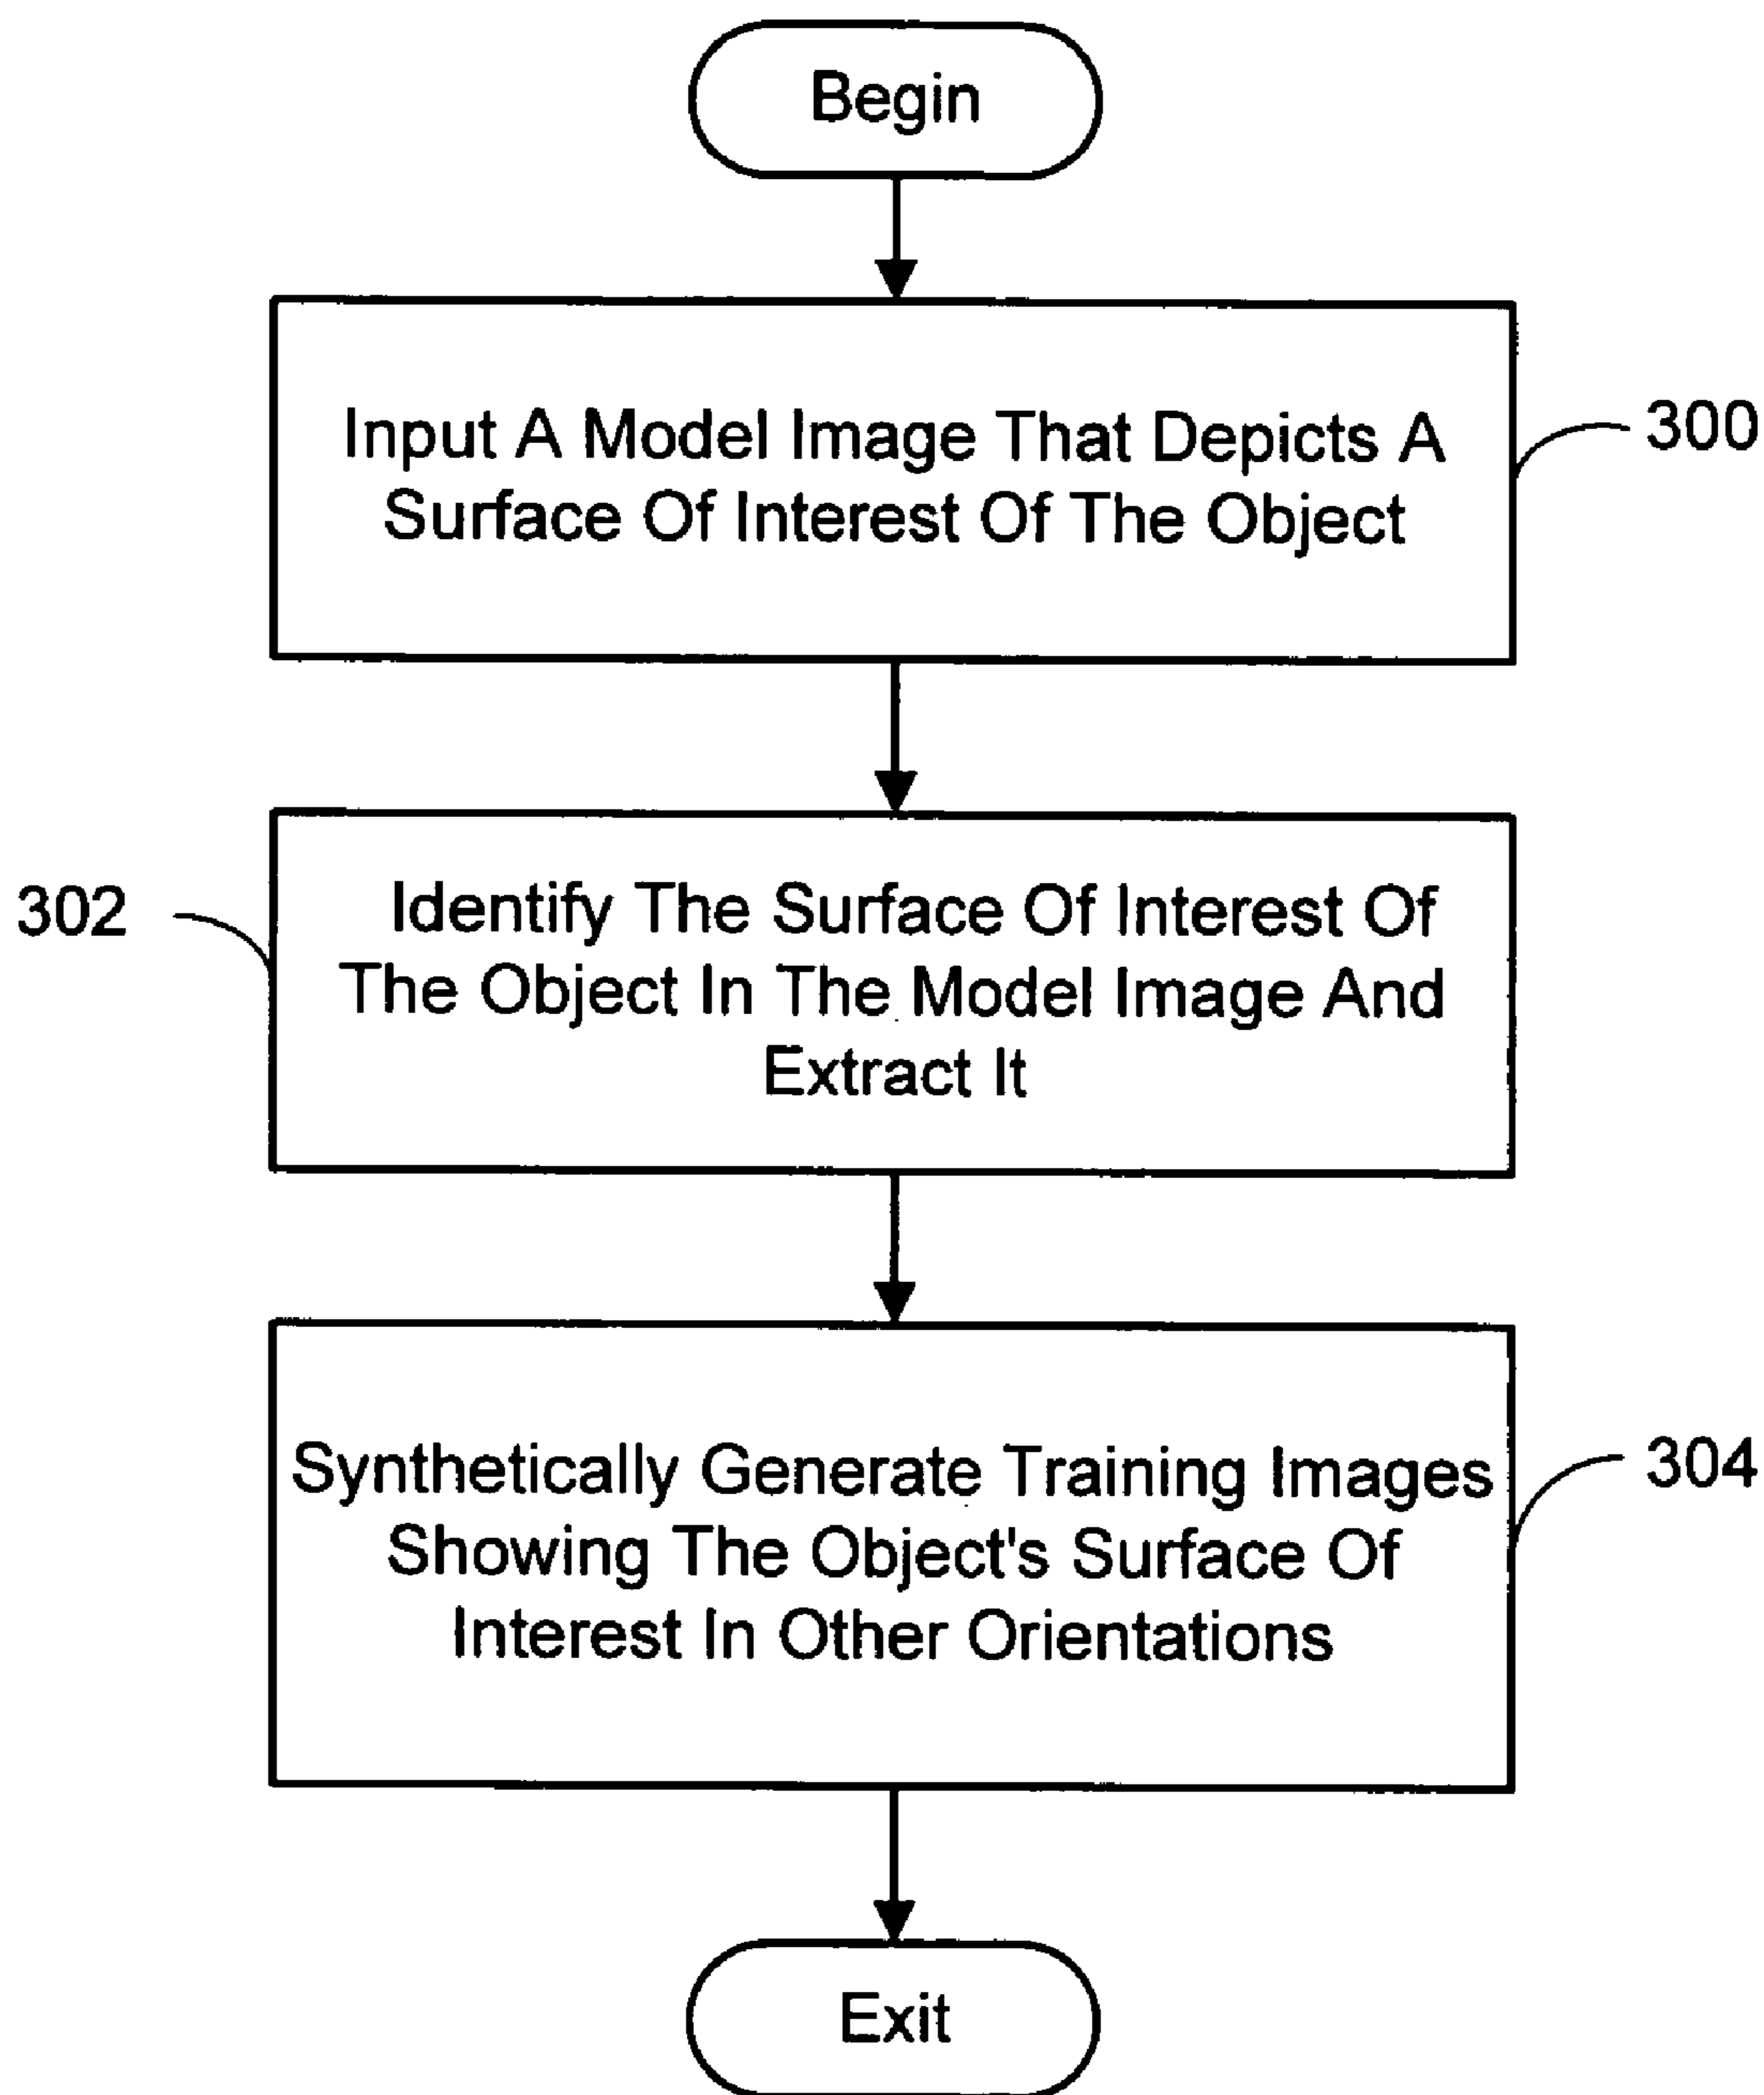 Begin
Input A Model Image That Depicts A
Surface Of Interest Of The Object
300
302
Identify The Surface Of Interest Of
The Object In The Model Image And
Extract It
Synthetically Generate Training Images
Showing The Object's Surface Of
Interest In Other Orientations
304
Exit